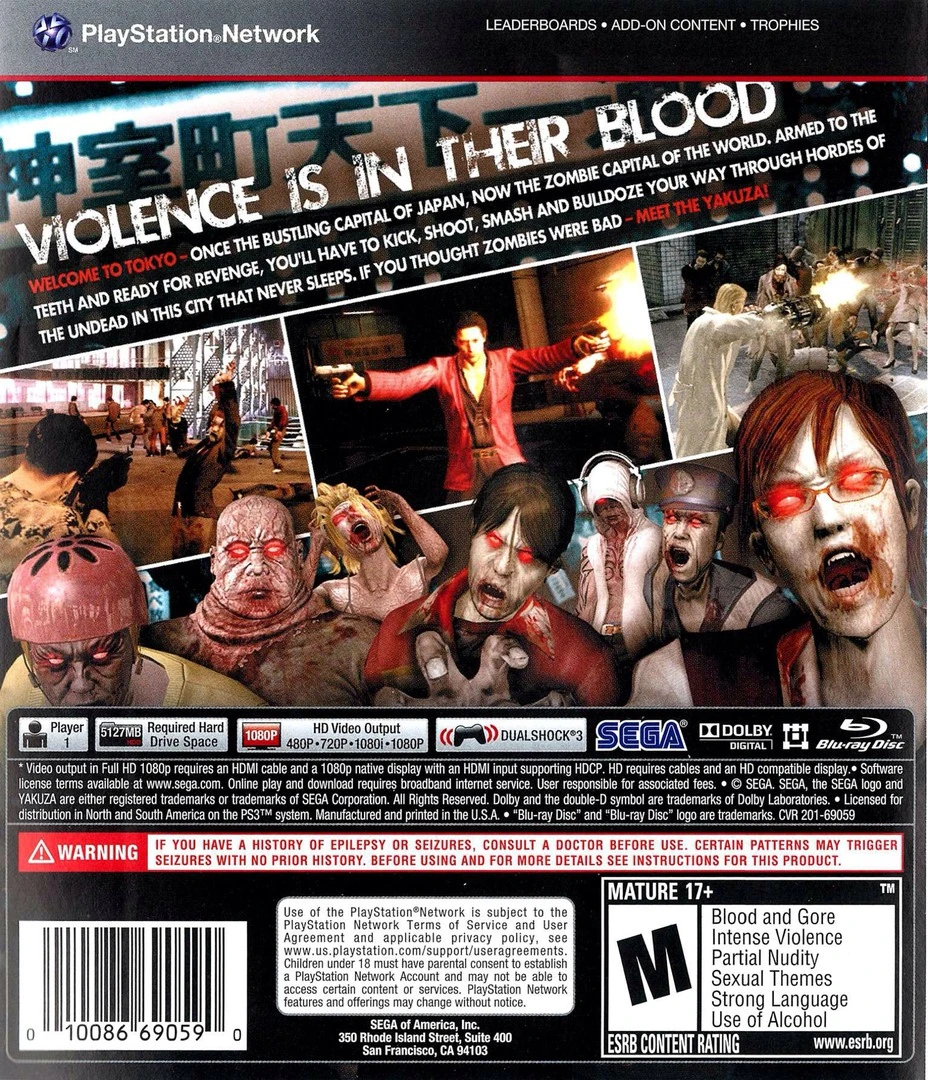 PlayStation®Network
SM
LEADERBOARDS • ADD-ON CONTENT • TROPHIES
神室町天下一
VIOLENCE IS IN THEIR BLOOD
WELCOME TO TOKYO – ONCE THE BUSTLING CAPITAL OF JAPAN, NOW THE ZOMBIE CAPITAL OF THE WORLD. ARMED TO THE
TEETH AND READY FOR REVENGE, YOU'LL HAVE TO KICK, SHOOT, SMASH AND BULLDOZE YOUR WAY THROUGH HORDES OF
THE UNDEAD IN THIS CITY THAT NEVER SLEEPS. IF YOU THOUGHT ZOMBIES WERE BAD – MEET THE YAKUZA!
Player
1
5127MB
HDD
Required Hard
Drive Space
1080P
HD Video Output
480P•720P•1080i•1080P
DUALSHOCK®3
SEGA®
DOLBY
DIGITAL
Blu-ray Disc™
* Video output in Full HD 1080p requires an HDMI cable and a 1080p native display with an HDMI input supporting HDCP. HD requires cables and an HD compatible display.• Software
license terms available at www.sega.com. Online play and download requires broadband internet service. User responsible for associated fees. • © SEGA. SEGA, the SEGA logo and
YAKUZA are either registered trademarks or trademarks of SEGA Corporation. All Rights Reserved. Dolby and the double-D symbol are trademarks of Dolby Laboratories. • Licensed for
distribution in North and South America on the PS3™ system. Manufactured and printed in the U.S.A. • “Blu-ray Disc” and “Blu-ray Disc” logo are trademarks. CVR 201-69059
WARNING
IF YOU HAVE A HISTORY OF EPILEPSY OR SEIZURES, CONSULT A DOCTOR BEFORE USE. CERTAIN PATTERNS MAY TRIGGER
SEIZURES WITH NO PRIOR HISTORY. BEFORE USING AND FOR MORE DETAILS SEE INSTRUCTIONS FOR THIS PRODUCT.
0 10086 69059 0
Use of the PlayStation®Network is subject to the
PlayStation Network Terms of Service and User
Agreement and applicable privacy policy, see
www.us.playstation.com/support/useragreements.
Children under 18 must have parental consent to establish
a PlayStation Network Account and may not be able to
access certain content or services. PlayStation Network
features and offerings may change without notice.
SEGA of America, Inc.
350 Rhode Island Street, Suite 400
San Francisco, CA 94103
MATURE 17+
TM
M
Blood and Gore
Intense Violence
Partial Nudity
Sexual Themes
Strong Language
Use of Alcohol
ESRB CONTENT RATING
www.esrb.org